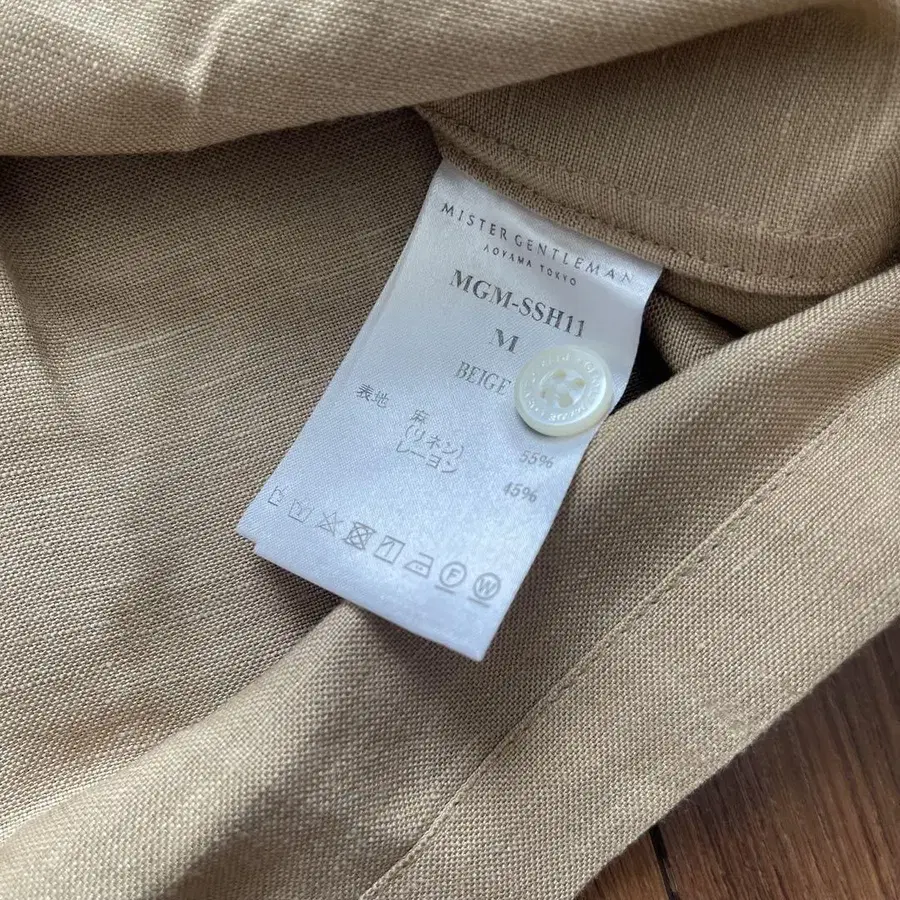 MISTER GENTLEMAN
AOYAMA TOKYO
MGM-SSH11
M
BEIGE
表地 麻
(リネン) 55%
レーヨン 45%
F W